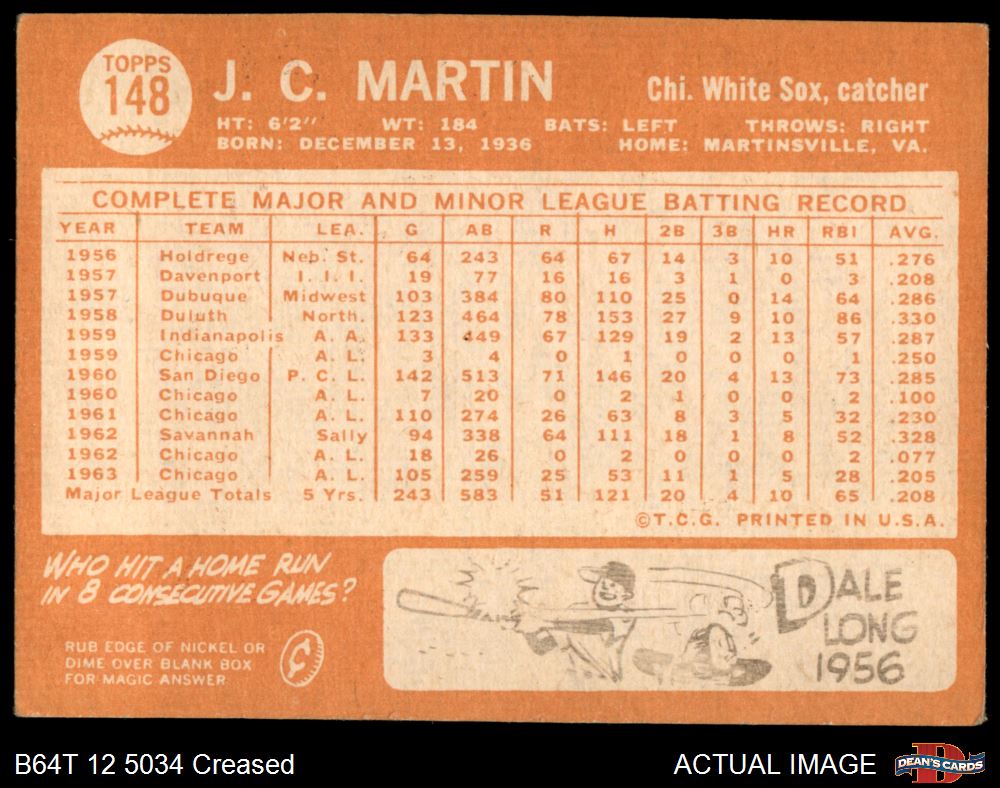 TOPPS
148
J. C. MARTIN
Chi. White Sox, catcher
HT: 6'2" WT: 184 BATS: LEFT THROWS: RIGHT
BORN: DECEMBER 13, 1936 HOME: MARTINSVILLE, VA.
COMPLETE MAJOR AND MINOR LEAGUE BATTING RECORD
YEAR TEAM LEA. G AB R H 2B 3B HR RBI AVG.
1956 Holdrege Neb. St. 64 243 64 67 14 3 10 51 .276
1957 Davenport I. I. I. 19 77 16 16 3 1 0 3 .208
1957 Dubuque Midwest 103 384 80 110 25 0 14 64 .286
1958 Duluth North. 123 464 78 153 27 9 10 86 .330
1959 Indianapolis A. A. 133 449 67 129 19 2 13 57 .287
1959 Chicago A. L. 3 4 0 1 0 0 0 1 .250
1960 San Diego P. C. L. 142 513 71 146 20 4 13 73 .285
1960 Chicago A. L. 7 20 0 2 1 0 0 2 .100
1961 Chicago A. L. 110 274 26 63 8 3 5 32 .230
1962 Savannah Sally 94 338 64 111 18 1 8 52 .328
1962 Chicago A. L. 18 26 0 2 0 0 0 2 .077
1963 Chicago A. L. 105 259 25 53 11 1 5 28 .205
Major League Totals 5 Yrs. 243 583 51 121 20 4 10 65 .208
©T.C.G. PRINTED IN U.S.A.
WHO HIT A HOME RUN
IN 8 CONSECUTIVE GAMES?
RUB EDGE OF NICKEL OR
DIME OVER BLANK BOX
FOR MAGIC ANSWER
¢
DALE
LONG
1956
B64T 12 5034 Creased
ACTUAL IMAGE
DEAN'S CARDS